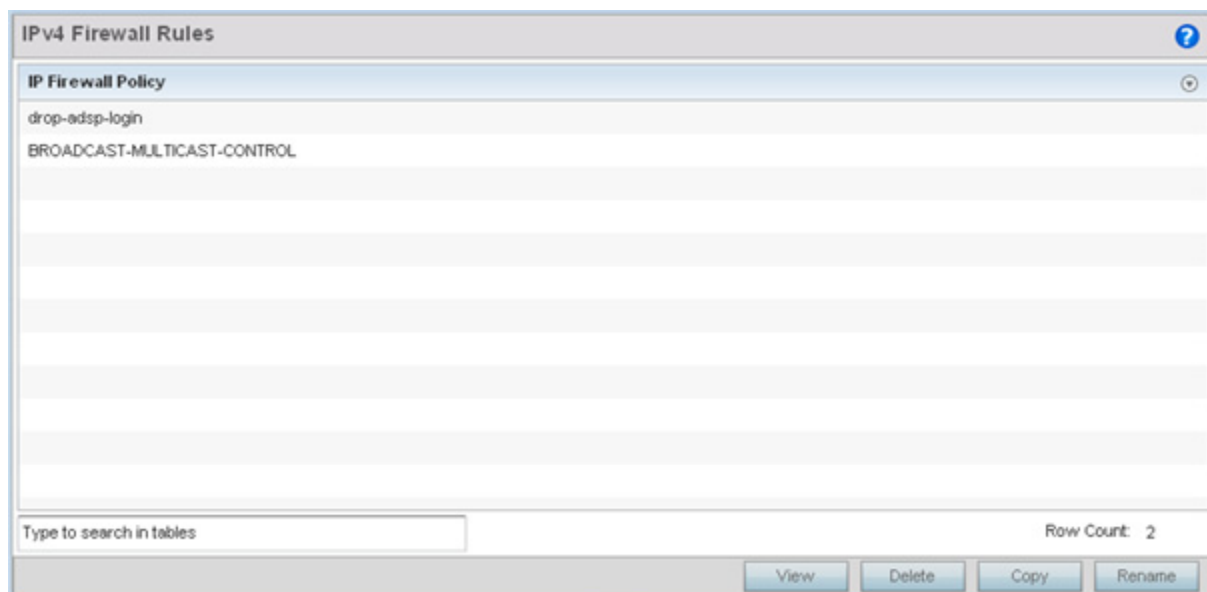 IPv4 Firewall Rules
?
IP Firewall Policy
drop-adsp-login
BROADCAST-MULTICAST-CONTROL
Type to search in tables
Row Count: 2
View Delete Copy Rename